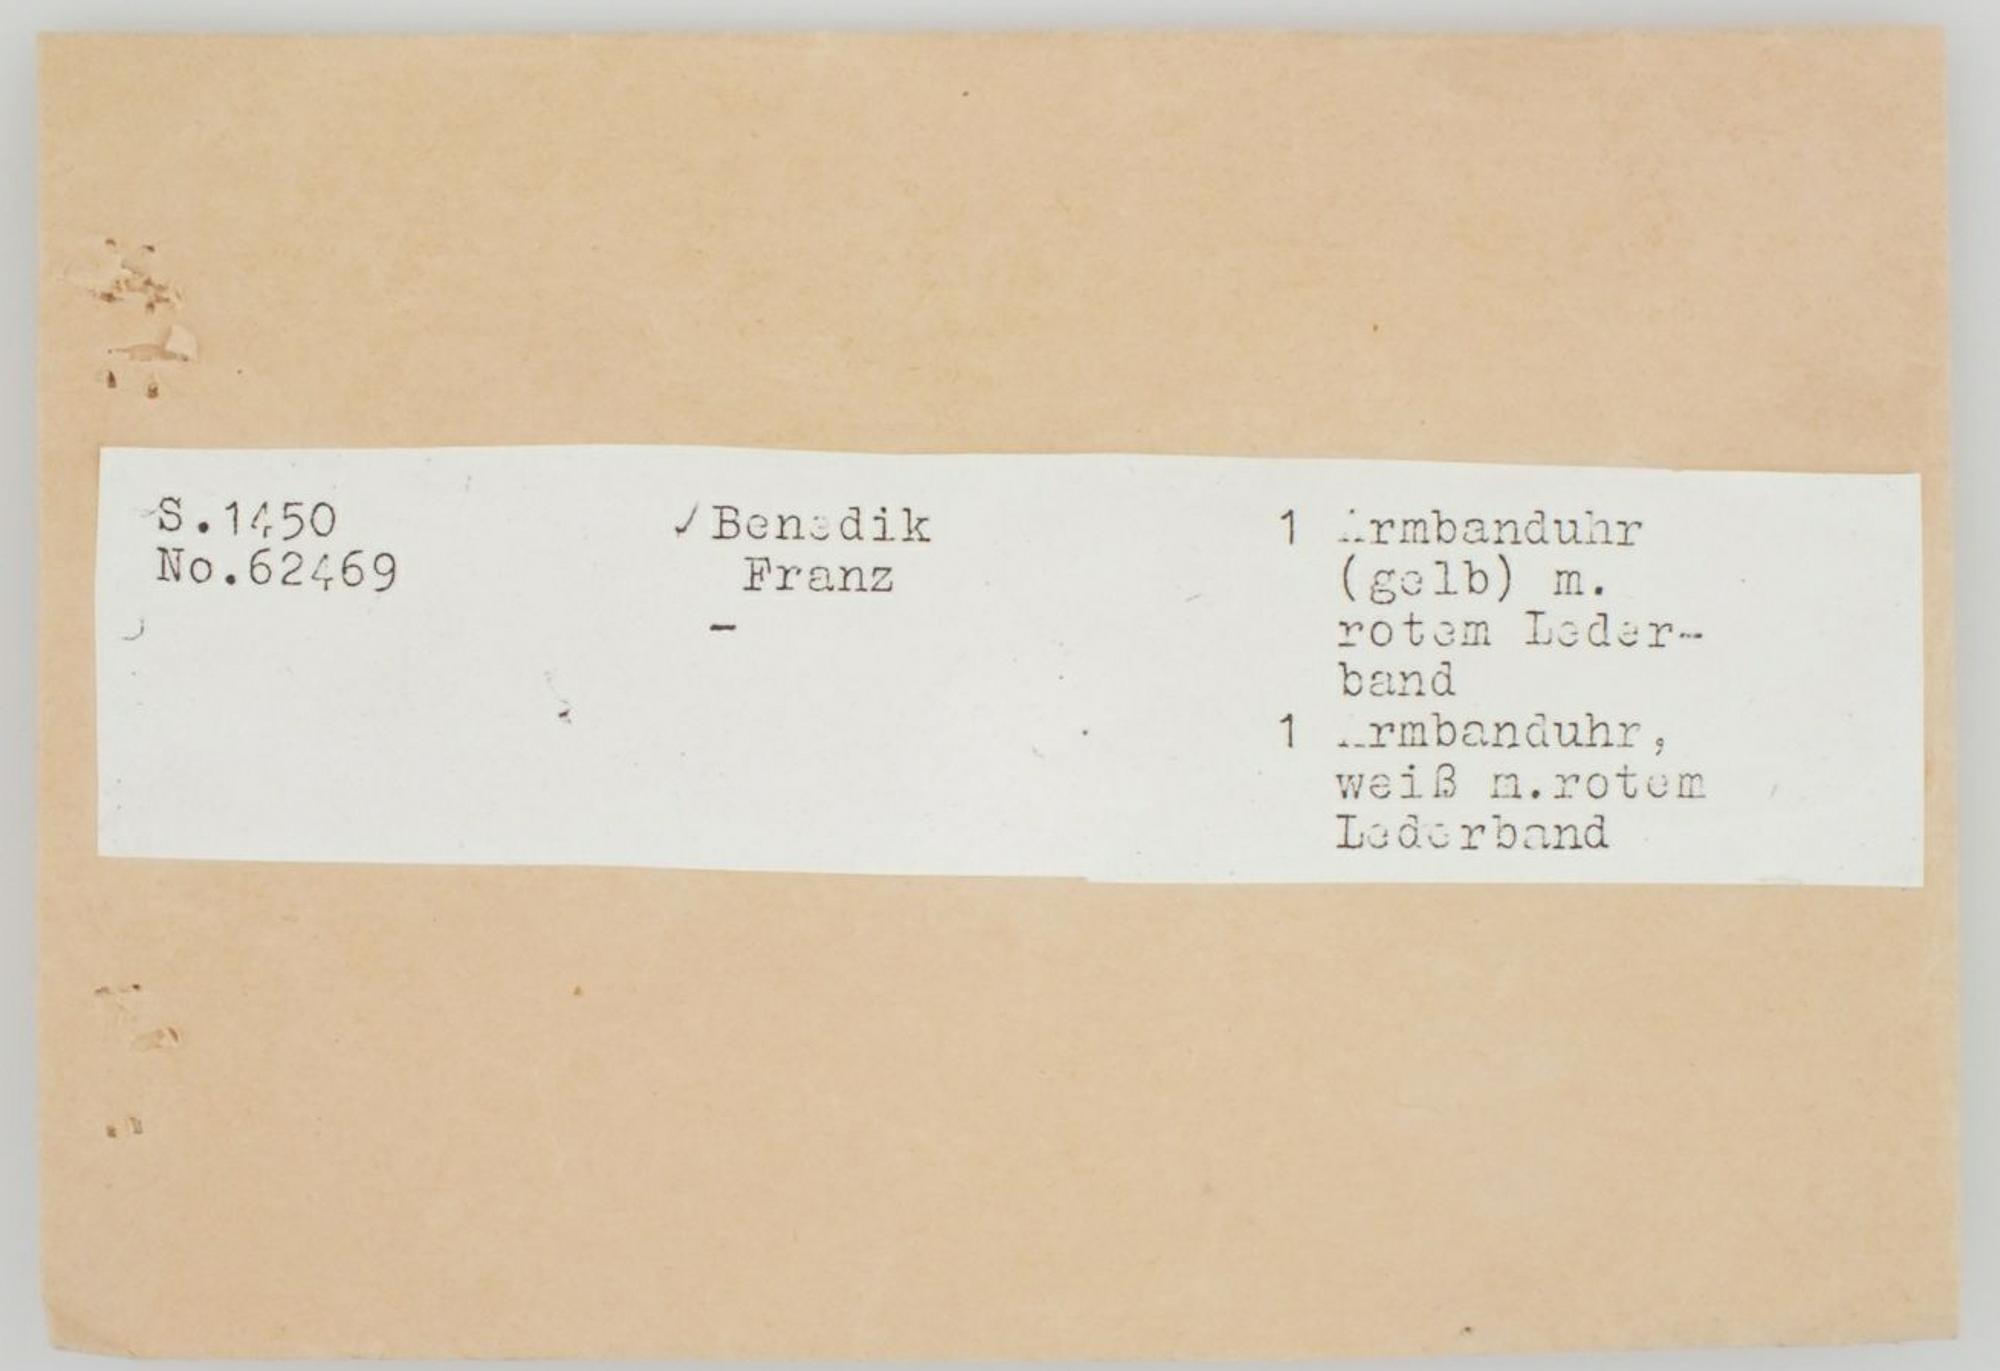 S.1450
No.62469
✓Benedik
Franz
-
1 Armbanduhr
(gelb) m.
rotem Leder-
band
1 Armbanduhr,
weiß m.rotem
Lederband